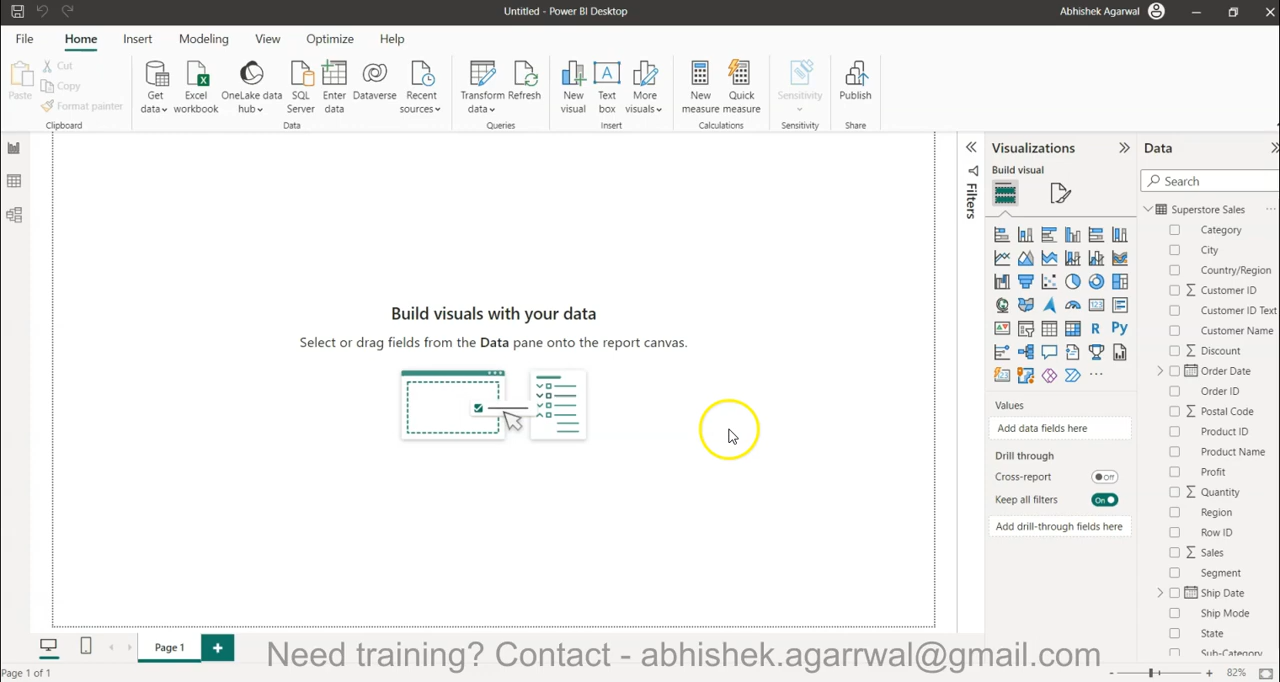 Untitled - Power BI Desktop
Abhishek Agarwal
File Home Insert Modeling View Optimize Help
Paste
Cut
Copy
Format painter
Clipboard
Get data
Excel workbook
OneLake data hub
SQL Server
Enter data
Dataverse
Recent sources
Data
Transform data
Refresh
Queries
New visual
Text box
More visuals
Insert
New measure
Quick measure
Calculations
Sensitivity
Sensitivity
Publish
Share
Build visuals with your data
Select or drag fields from the Data pane onto the report canvas.
Filters
Visualizations
Build visual
R Py
Values
Add data fields here
Drill through
Cross-report Off
Keep all filters On
Add drill-through fields here
Data
Search
Superstore Sales
Category
City
Country/Region
Customer ID
Customer ID Text
Customer Name
Discount
Order Date
Order ID
Postal Code
Product ID
Product Name
Profit
Quantity
Region
Row ID
Sales
Segment
Ship Date
Ship Mode
State
Sub-Category
Page 1
Need training? Contact - abhishek.agarrwal@gmail.com
Page 1 of 1
82%